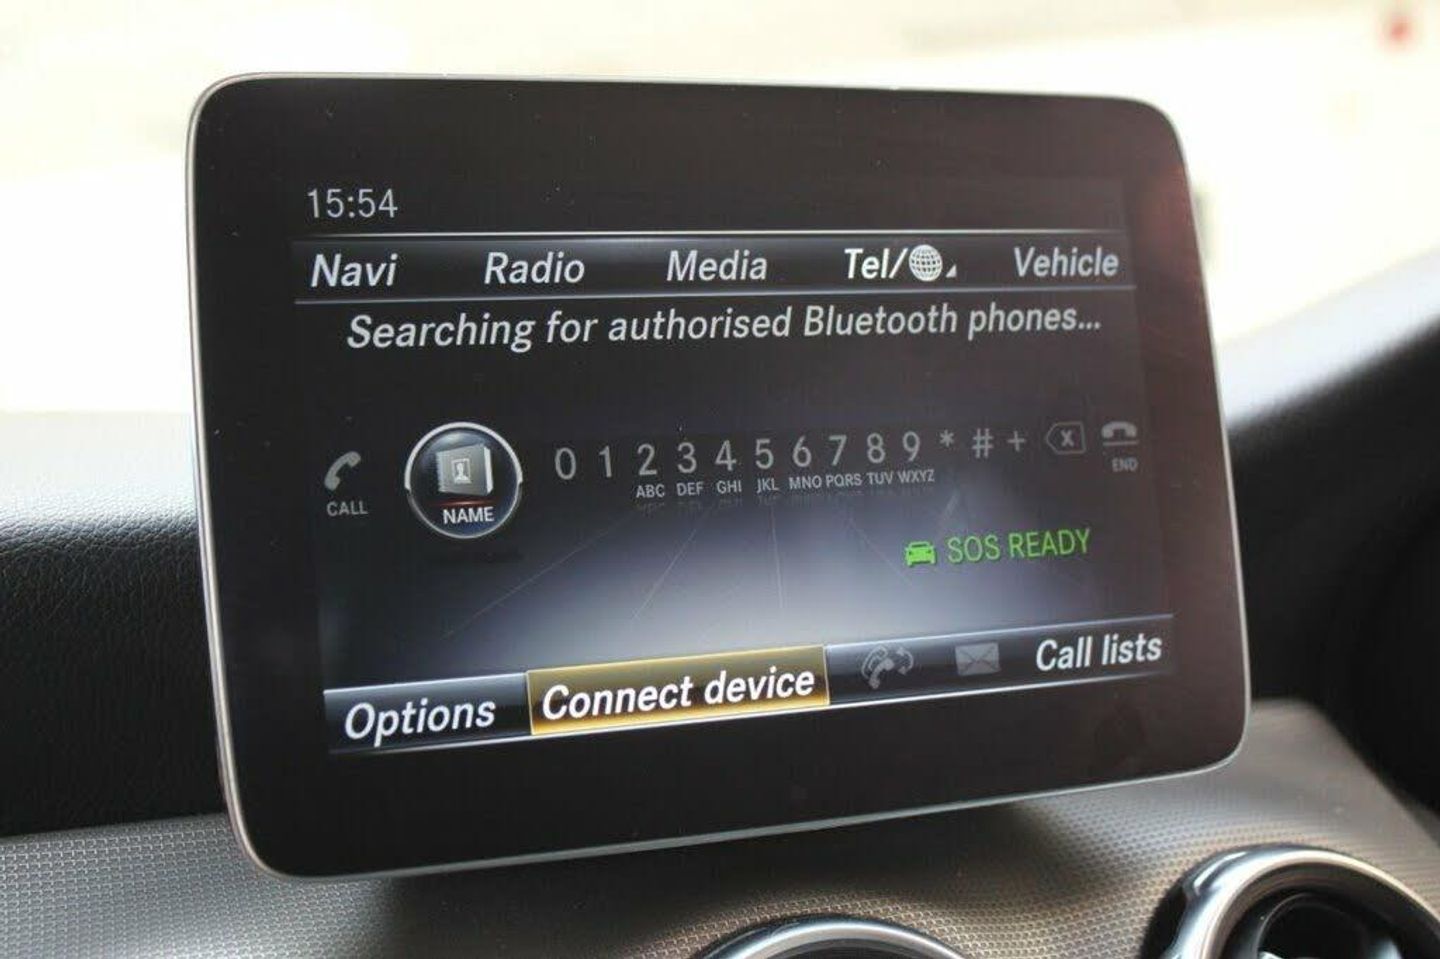 15:54
Navi Radio Media Tel/ Vehicle
Searching for authorised Bluetooth phones...
0 1 2 3 4 5 6 7 8 9 * # + X
ABC DEF GHI JKL MNO PQRS TUV WXYZ
CALL NAME END
SOS READY
Options Connect device Call lists